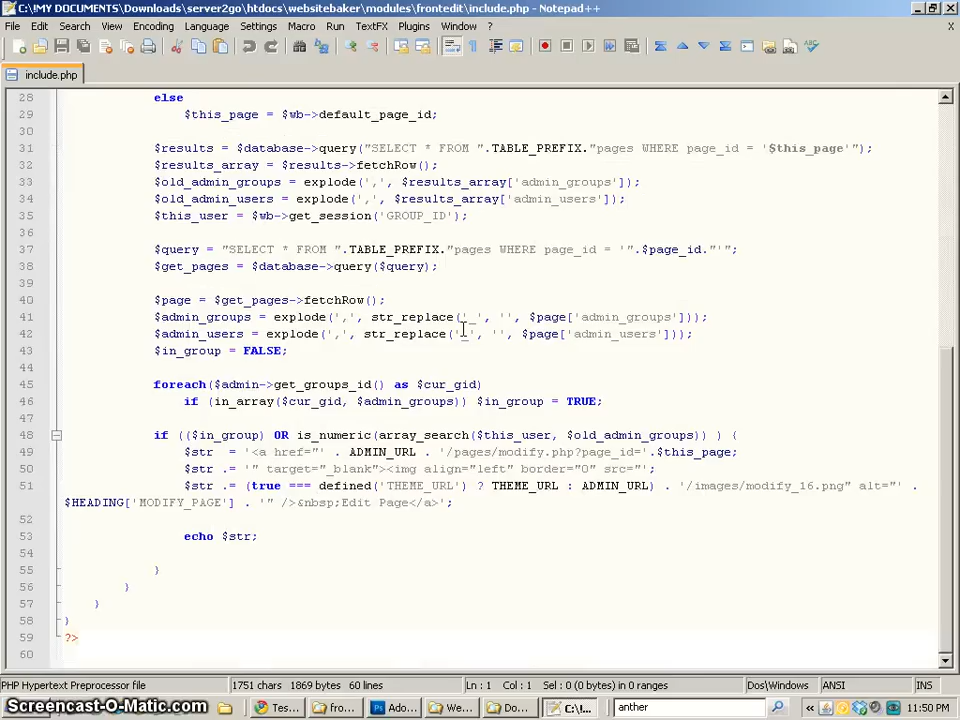 C:\!MY DOCUMENTS\Downloads\server2go\htdocs\websitebaker\modules\frontedit\include.php - Notepad++
File Edit Search View Encoding Language Settings Macro Run TextFX Plugins Window ? X
include.php
28 else
29 $this_page = $wb->default_page_id;
30
31 $results = $database->query("SELECT * FROM ".TABLE_PREFIX."pages WHERE page_id = '$this_page'");
32 $results_array = $results->fetchRow();
33 $old_admin_groups = explode(',', $results_array['admin_groups']);
34 $old_admin_users = explode(',', $results_array['admin_users']);
35 $this_user = $wb->get_session('GROUP_ID');
36
37 $query = "SELECT * FROM ".TABLE_PREFIX."pages WHERE page_id = '".$page_id."'";
38 $get_pages = $database->query($query);
39
40 $page = $get_pages->fetchRow();
41 $admin_groups = explode(',', str_replace('_', '', $page['admin_groups']));
42 $admin_users = explode(',', str_replace('_', '', $page['admin_users']));
43 $in_group = FALSE;
44
45 foreach($admin->get_groups_id() as $cur_gid)
46 if (in_array($cur_gid, $admin_groups)) $in_group = TRUE;
47
48 if (($in_group) OR is_numeric(array_search($this_user, $old_admin_groups)) ) {
49 $str = '<a href="' . ADMIN_URL . '/pages/modify.php?page_id='.$this_page;
50 $str .= '" target="_blank"><img align="left" border="0" src="';
51 $str .= (true === defined('THEME_URL') ? THEME_URL : ADMIN_URL) . '/images/modify_16.png" alt="' .
$HEADING['MODIFY_PAGE'] . '" />&nbsp;Edit Page</a>';
52
53 echo $str;
54
55 }
56 }
57 }
58 }
59 ?>
60
PHP Hypertext Preprocessor file 1751 chars 1869 bytes 60 lines Ln : 1 Col : 1 Sel : 0 (0 bytes) in 0 ranges Dos\Windows ANSI INS
Screencast-O-Matic.com Tes... fro... Ado... We... Do... C:\!... anther « 11:50 PM